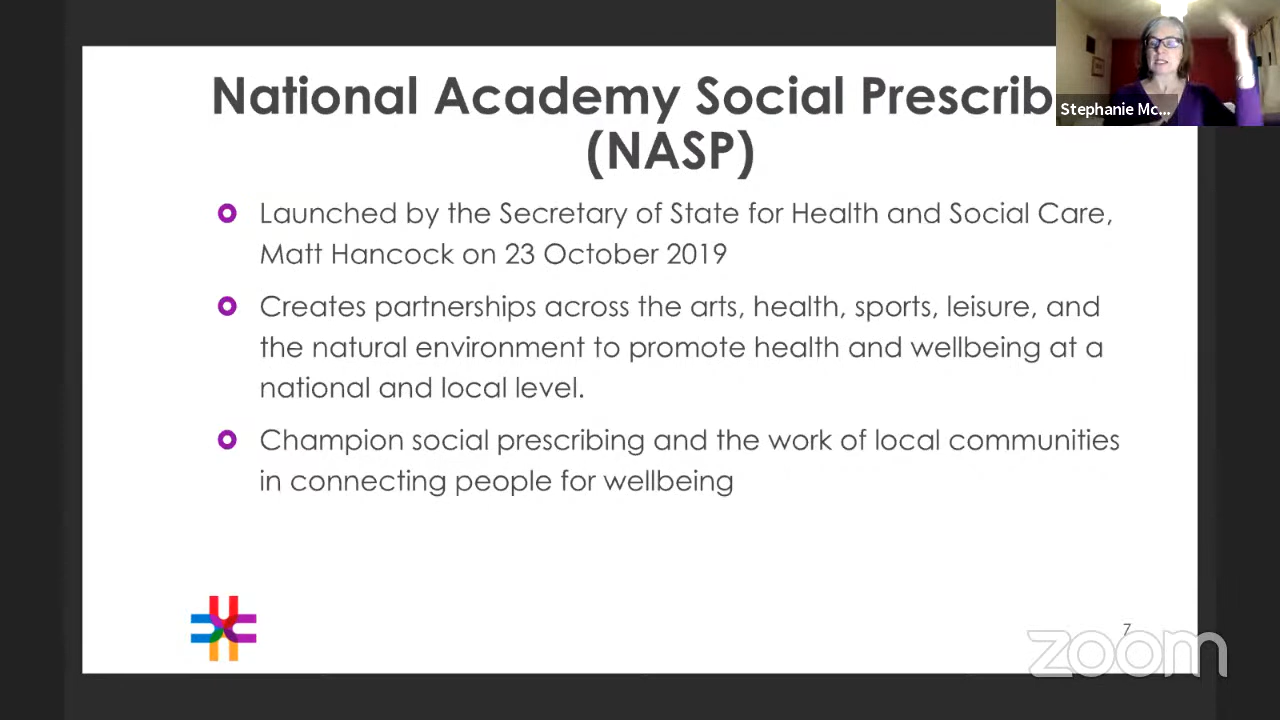 National Academy Social Prescrib
(NASP)
Stephanie Mc...
Launched by the Secretary of State for Health and Social Care,
Matt Hancock on 23 October 2019
Creates partnerships across the arts, health, sports, leisure, and
the natural environment to promote health and wellbeing at a
national and local level.
Champion social prescribing and the work of local communities
in connecting people for wellbeing
7
zoom